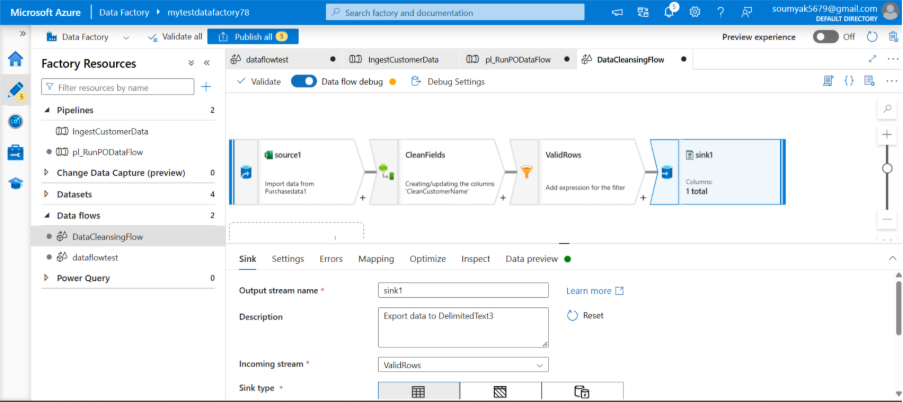 Microsoft Azure Data Factory mytestdatafactory78 Search factory and documentation 5 soumyak5679@gmail.com
DEFAULT DIRECTORY
Data Factory Validate all Publish all 5 Preview experience Off
5
Factory Resources
Filter resources by name
Pipelines 2
IngestCustomerData
pl_RunPODataFlow
Change Data Capture (preview) 0
Datasets 4
Data flows 2
DataCleansingFlow
dataflowtest
Power Query 0
dataflowtest IngestCustomerData pl_RunPODataFlow DataCleansingFlow
Validate Data flow debug Debug Settings
source1
Import data from
Purchasedata1
CleanFields
Creating/updating the columns
'CleanCustomerName'
ValidRows
Add expression for the filter
sink1
Columns:
1 total
Sink Settings Errors Mapping Optimize Inspect Data preview
Output stream name * sink1 Learn more
Description Export data to DelimitedText3 Reset
Incoming stream * ValidRows
Sink type *